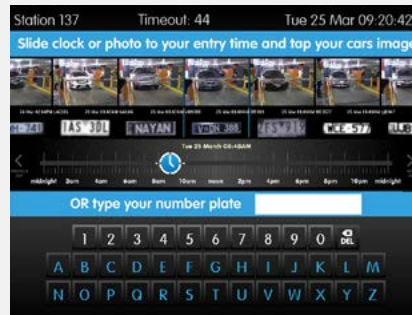 Station 137 Timeout: 44 Tue 25 Mar 09:20:42
Slide clock or photo to your entry time and tap your cars image
741 IAS 3DL NAYAN
Tue 25 March 08:48AM
midnight 2am 4am 6am 8am 10am noon 2pm 4pm 6pm 8pm 10pm midnight
OR type your number plate
1 2 3 4 5 6 7 8 9 0 DEL
A B C D E F G H I J K L M
N O P Q R S T U V W X Y Z